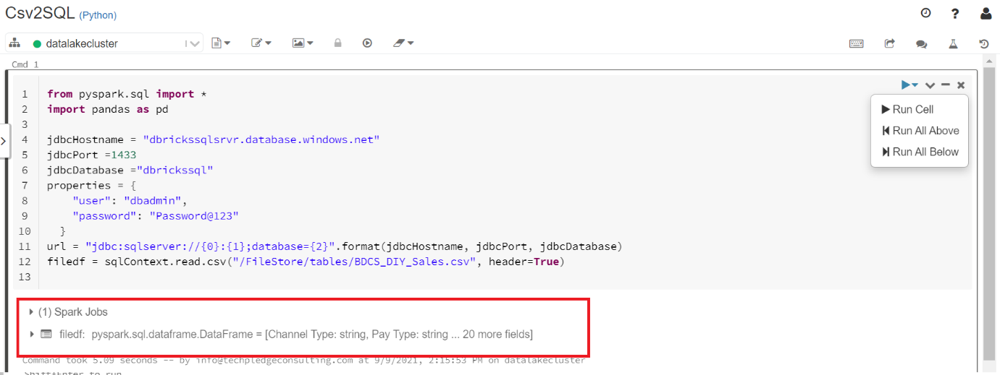 Csv2SQL (Python)
datalakecluster
Cmd 1
1 from pyspark.sql import *
2 import pandas as pd
3
4 jdbcHostname = "dbrickssqlsrvr.database.windows.net"
5 jdbcPort =1433
6 jdbcDatabase ="dbrickssql"
7 properties = {
8 "user": "dbadmin",
9 "password": "Password@123"
10 }
11 url = "jdbc:sqlserver://{0}:{1};database={2}".format(jdbcHostname, jdbcPort, jdbcDatabase)
12 filedf = sqlContext.read.csv("/FileStore/tables/BDCS_DIY_Sales.csv", header=True)
13
Run Cell
Run All Above
Run All Below
(1) Spark Jobs
filedf: pyspark.sql.dataframe.DataFrame = [Channel Type: string, Pay Type: string ... 20 more fields]
Command took 5.09 seconds -- by info@techpledgeconsulting.com at 9/9/2021, 2:15:53 PM on datalakecluster
Shift+Enter to run